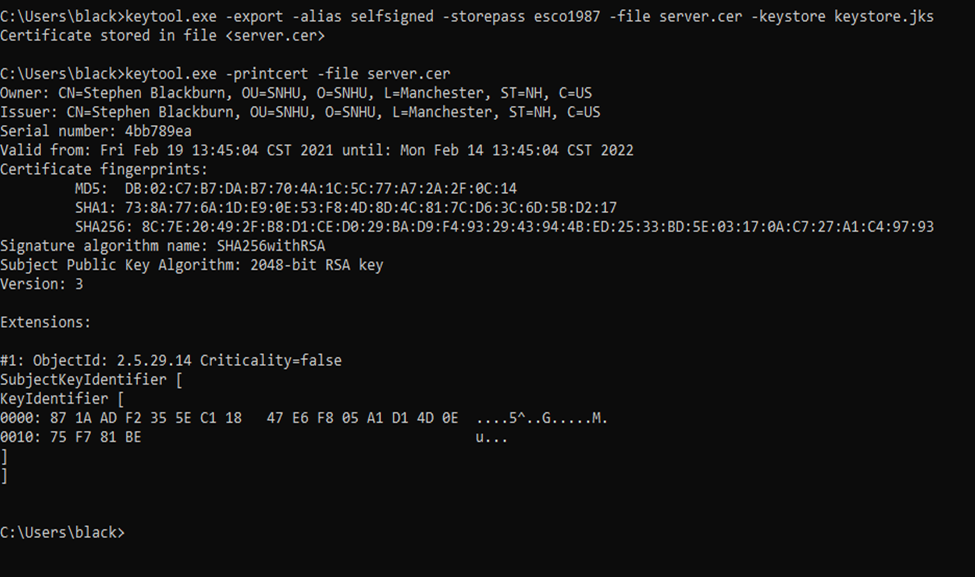 C:\Users\black>keytool.exe -export -alias selfsigned -storepass esco1987 -file server.cer -keystore keystore.jks
Certificate stored in file <server.cer>
C:\Users\black>keytool.exe -printcert -file server.cer
Owner: CN=Stephen Blackburn, OU=SNHU, O=SNHU, L=Manchester, ST=NH, C=US
Issuer: CN=Stephen Blackburn, OU=SNHU, O=SNHU, L=Manchester, ST=NH, C=US
Serial number: 4bb789ea
Valid from: Fri Feb 19 13:45:04 CST 2021 until: Mon Feb 14 13:45:04 CST 2022
Certificate fingerprints:
MD5:  DB:02:C7:B7:DA:B7:70:4A:1C:5C:77:A7:2A:2F:0C:14
SHA1: 73:8A:77:6A:1D:E9:0E:53:F8:4D:8D:4C:81:7C:D6:3C:6D:5B:D2:17
SHA256: 8C:7E:20:49:2F:B8:D1:CE:D0:29:BA:D9:F4:93:29:43:94:4B:ED:25:33:BD:5E:03:17:0A:C7:27:A1:C4:97:93
Signature algorithm name: SHA256withRSA
Subject Public Key Algorithm: 2048-bit RSA key
Version: 3
Extensions:
#1: ObjectId: 2.5.29.14 Criticality=false
SubjectKeyIdentifier [
KeyIdentifier [
0000: 87 1A AD F2 35 5E C1 18   47 E6 F8 05 A1 D1 4D 0E  ....5^..G.....M.
0010: 75 F7 81 BE                                        u...
]
]
C:\Users\black>